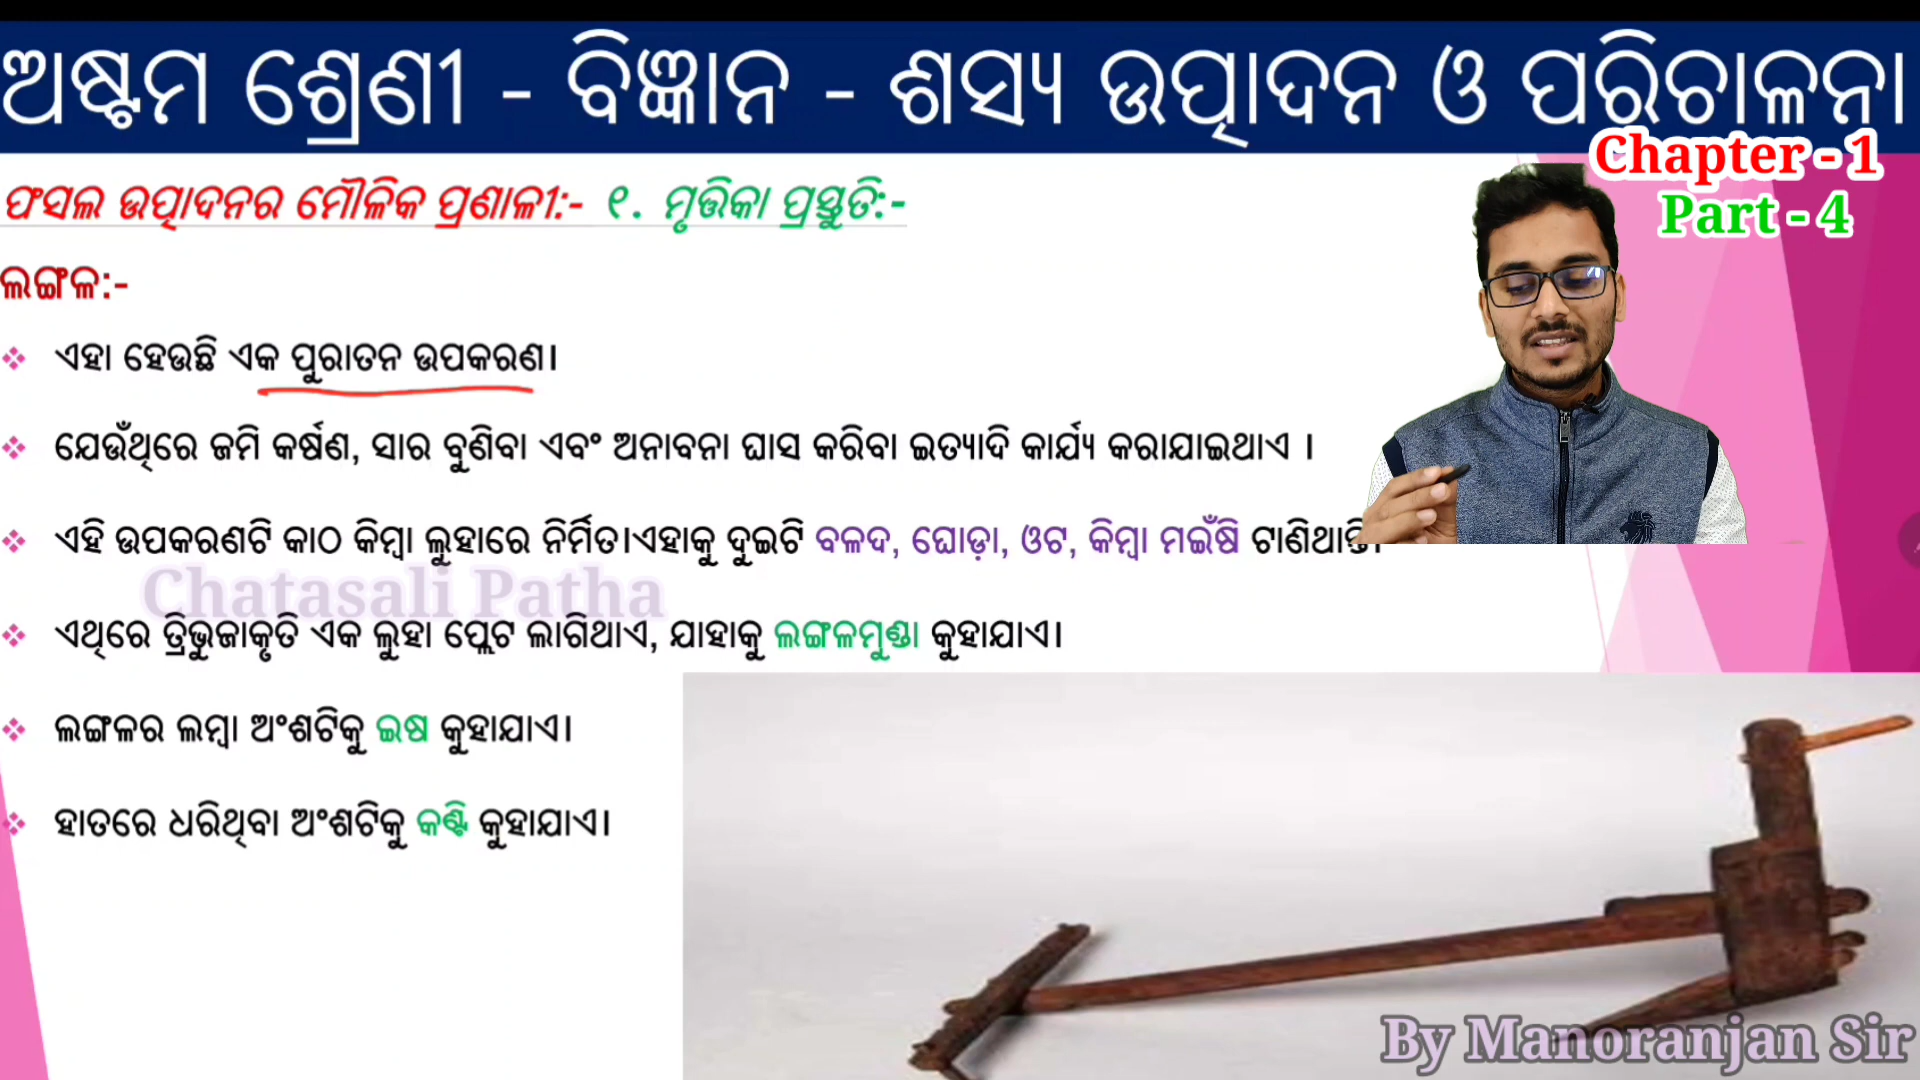 ଅଷ୍ଟମ ଶ୍ରେଣୀ - ବିଜ୍ଞାନ - ଶସ୍ୟ ଉତ୍ପାଦନ ଓ ପରିଚାଳନା
Chapter - 1
Part - 4
ଫସଲ ଉତ୍ପାଦନର ମୌଳିକ ପ୍ରଣାଳୀ:- ୧. ମୃତ୍ତିକା ପ୍ରସ୍ତୁତି:-
ଲଙ୍ଗଳ:-
❖ ଏହା ହେଉଛି ଏକ ପୁରାତନ ଉପକରଣ।
❖ ଯେଉଁଥିରେ ଜମି କର୍ଷଣ, ସାର ବୁଣିବା ଏବଂ ଅନାବନା ଘାସ କରିବା ଇତ୍ୟାଦି କାର୍ଯ୍ୟ କରାଯାଇଥାଏ ।
❖ ଏହି ଉପକରଣଟି କାଠ କିମ୍ବା ଲୁହାରେ ନିର୍ମିତ।ଏହାକୁ ଦୁଇଟି ବଳଦ, ଘୋଡ଼ା, ଓଟ, କିମ୍ବା ମଇଁଷି ଟାଣିଥାନ୍ତି।
Chatasali Patha
❖ ଏଥିରେ ତ୍ରିଭୁଜାକୃତି ଏକ ଲୁହା ପ୍ଲେଟ ଲାଗିଥାଏ, ଯାହାକୁ ଲଙ୍ଗଳମୁଣ୍ଡା କୁହାଯାଏ।
❖ ଲଙ୍ଗଳର ଲମ୍ବା ଅଂଶଟିକୁ ଇଷ କୁହାଯାଏ।
❖ ହାତରେ ଧରିଥିବା ଅଂଶଟିକୁ କଣ୍ଟି କୁହାଯାଏ।
By Manoranjan Sir